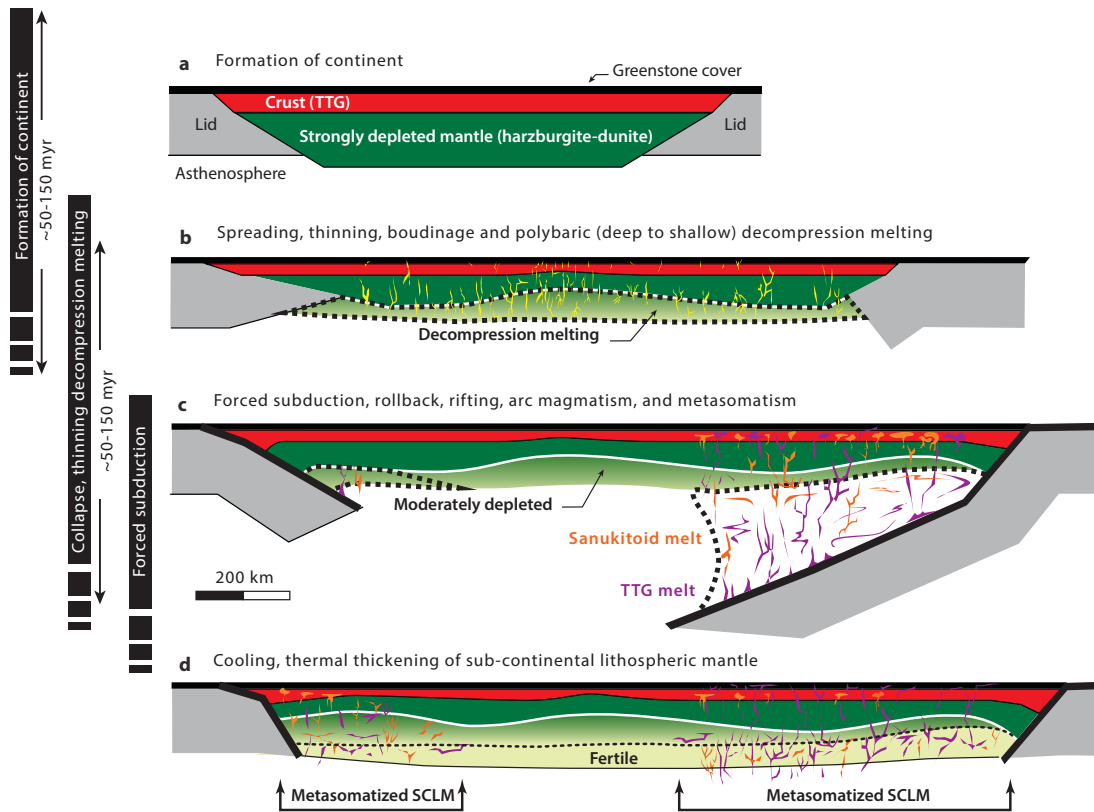 Formation of continent
~50-150 myr
Collapse, thinning decompression melting
~50-150 myr
Forced subduction
a Formation of continent
Greenstone cover
Crust (TTG)
Lid
Strongly depleted mantle (harzburgite-dunite)
Lid
Asthenosphere
b Spreading, thinning, boudinage and polybaric (deep to shallow) decompression melting
Decompression melting
c Forced subduction, rollback, rifting, arc magmatism, and metasomatism
Moderately depleted
Sanukitoid melt
TTG melt
200 km
d Cooling, thermal thickening of sub-continental lithospheric mantle
Fertile
Metasomatized SCLM
Metasomatized SCLM